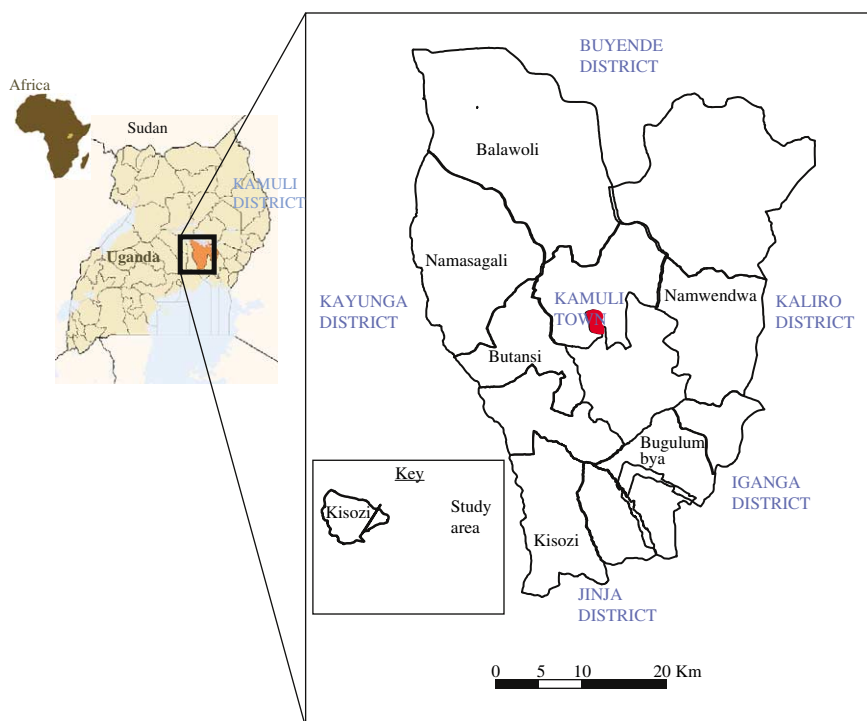 Africa
Sudan
KAMULI
DISTRICT
Uganda
BUYENDE
DISTRICT
Balawoli
Namasagali
KAYUNGA
DISTRICT
KAMULI
TOWN
Namwendwa
KALIRO
DISTRICT
Butansi
Bugulum
bya
IGANGA
DISTRICT
Key
Kisozi
Study
area
Kisozi
JINJA
DISTRICT
0 5 10 20 Km